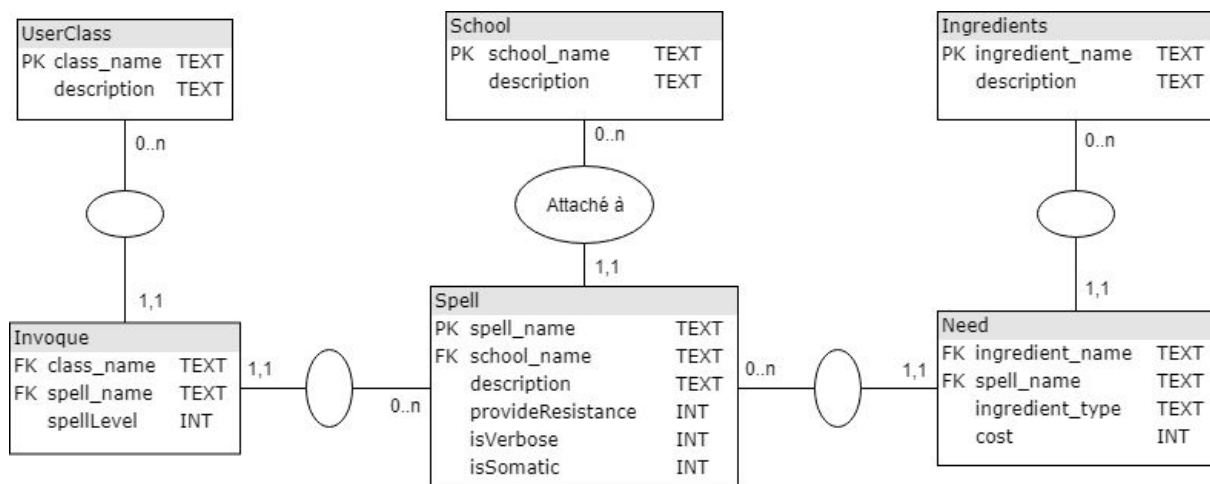 UserClass
PK class_name TEXT
description TEXT
0..n
1,1
School
PK school_name TEXT
description TEXT
0..n
Attaché à
1,1
Ingredients
PK ingredient_name TEXT
description TEXT
0..n
1,1
Invoque
FK class_name TEXT
FK spell_name TEXT
spellLevel INT
1,1
0..n
Spell
PK spell_name TEXT
FK school_name TEXT
description TEXT
provideResistance INT
isVerbose INT
isSomatic INT
0..n
1,1
Need
FK ingredient_name TEXT
FK spell_name TEXT
ingredient_type TEXT
cost INT